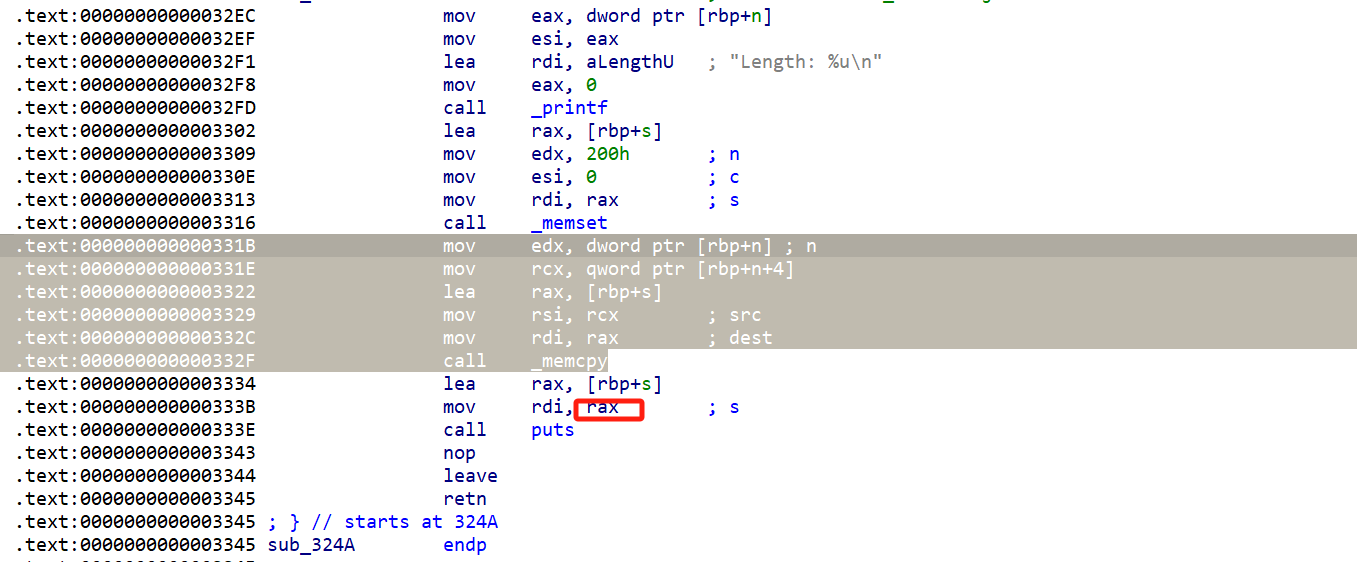 .text:00000000000032EC mov eax, dword ptr [rbp+n]
.text:00000000000032EF mov esi, eax
.text:00000000000032F1 lea rdi, aLengthU ; "Length: %u\n"
.text:00000000000032F8 mov eax, 0
.text:00000000000032FD call _printf
.text:0000000000003302 lea rax, [rbp+s]
.text:0000000000003309 mov edx, 200h ; n
.text:000000000000330E mov esi, 0 ; c
.text:0000000000003313 mov rdi, rax ; s
.text:0000000000003316 call _memset
.text:000000000000331B mov edx, dword ptr [rbp+n] ; n
.text:000000000000331E mov rcx, qword ptr [rbp+n+4]
.text:0000000000003322 lea rax, [rbp+s]
.text:0000000000003329 mov rsi, rcx ; src
.text:000000000000332C mov rdi, rax ; dest
.text:000000000000332F call _memcpy
.text:0000000000003334 lea rax, [rbp+s]
.text:000000000000333B mov rdi, rax ; s
.text:000000000000333E call puts
.text:0000000000003343 nop
.text:0000000000003344 leave
.text:0000000000003345 retn
.text:0000000000003345 ; } // starts at 324A
.text:0000000000003345 sub_324A endp